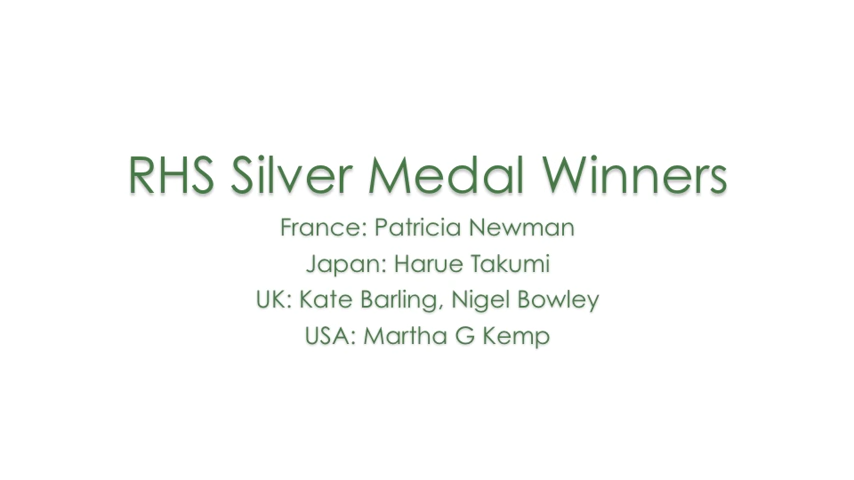 RHS Silver Medal Winners
France: Patricia Newman
Japan: Harue Takumi
UK: Kate Barling, Nigel Bowley
USA: Martha G Kemp